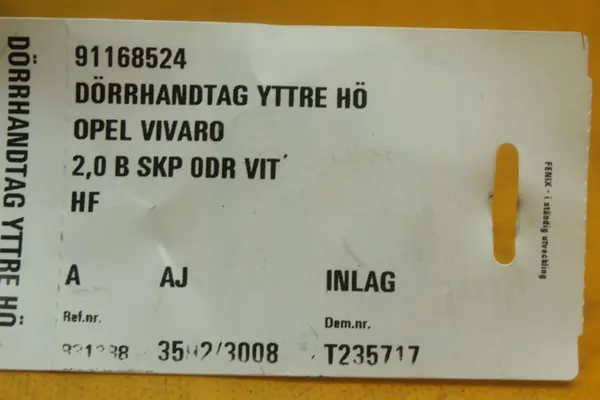 DÖRRHANDTAG YTTRE HÖ
91168524
DÖRRHANDTAG YTTRE HÖ
OPEL VIVARO
2,0 B SKP ODR VIT
HF
A AJ INLAG
Ref.nr. Dem.nr.
T235717
FENIX - i ständig utveckling